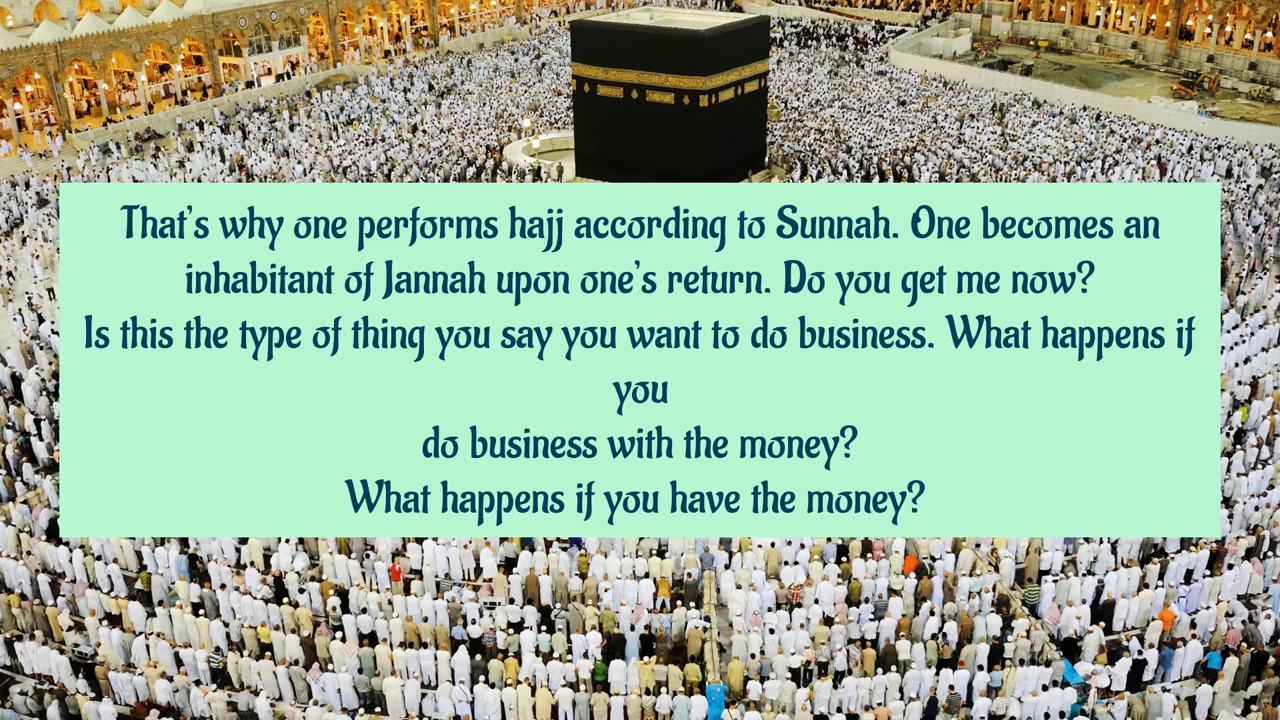 That's why one performs hajj according to Sunnah. One becomes an
inhabitant of Jannah upon one's return. Do you get me now?
Is this the type of thing you say you want to do business. What happens if
you
do business with the money?
What happens if you have the money?